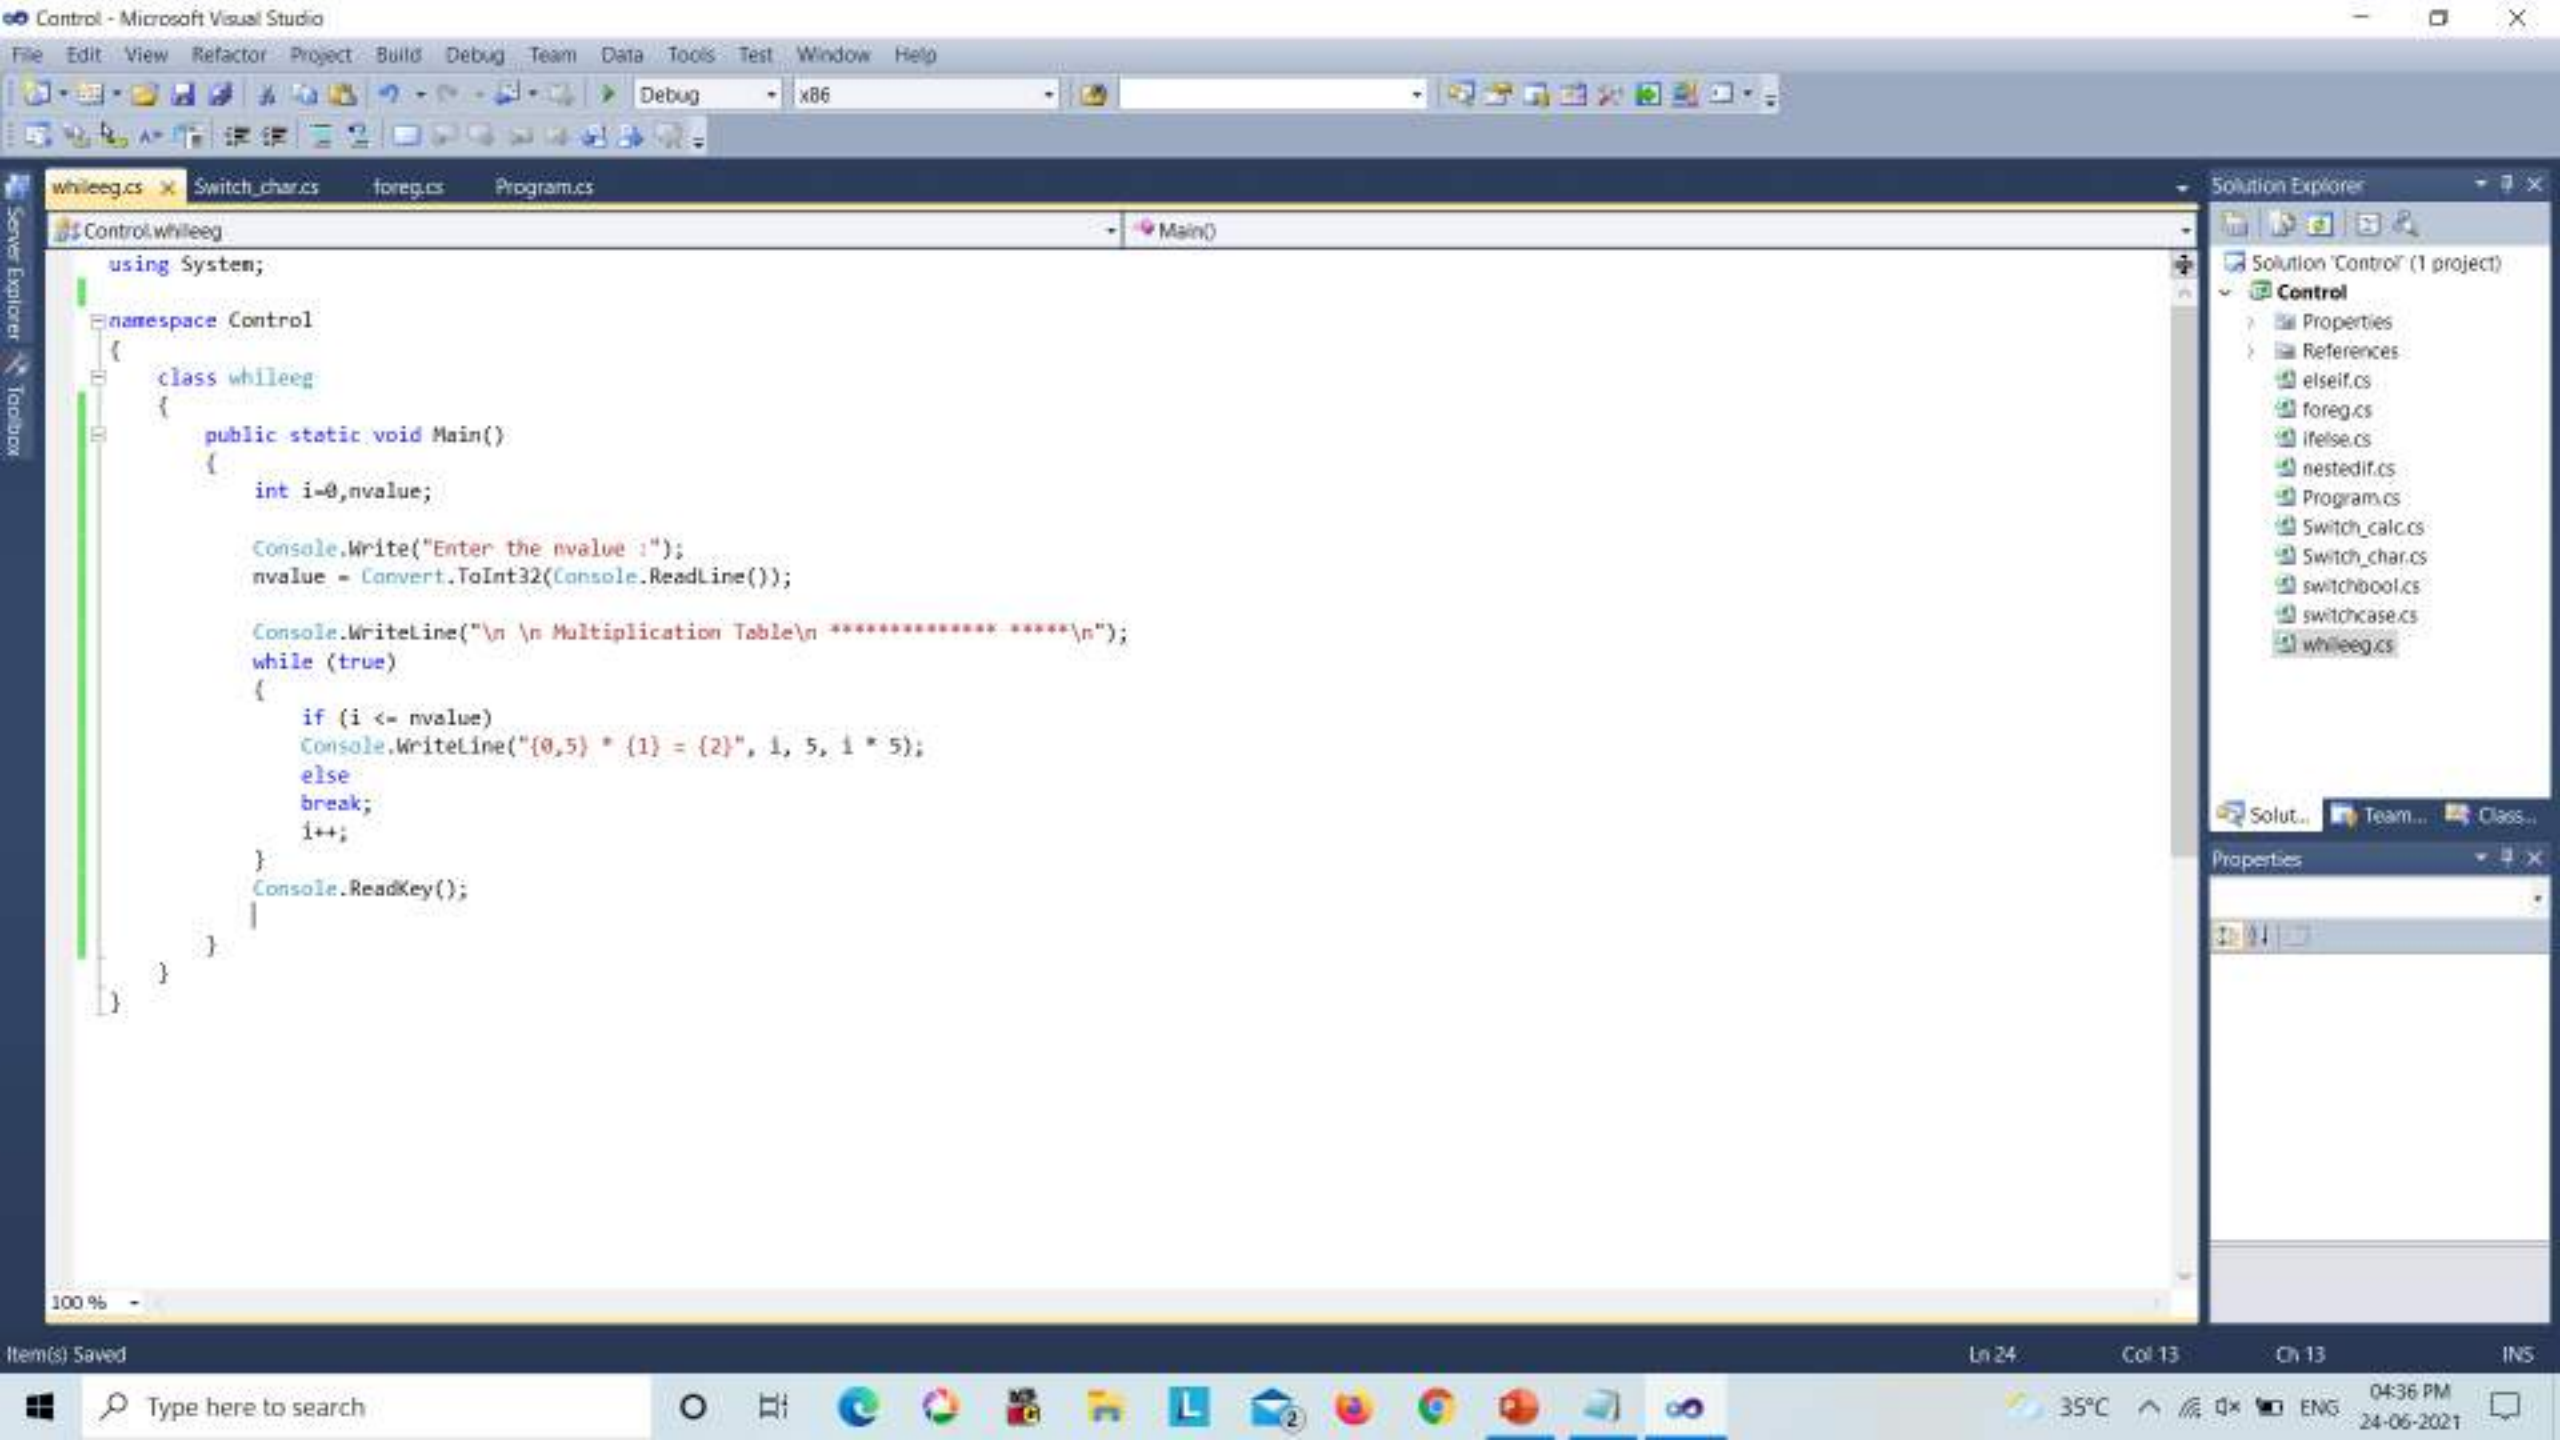 Control - Microsoft Visual Studio
File Edit View Refactor Project Build Debug Team Data Tools Test Window Help
Debug x86
whileeg.cs Switch_char.cs foreg.cs Program.cs
Control.whileeg Main()
Server Explorer
Toolbox
using System;
namespace Control
{
class whileeg
{
public static void Main()
{
int i=0,nvalue;
Console.Write("Enter the nvalue :");
nvalue = Convert.ToInt32(Console.ReadLine());
Console.WriteLine("\n \n Multiplication Table\n ************** *****\n");
while (true)
{
if (i <= nvalue)
Console.WriteLine("{0,5} * {1} = {2}", i, 5, i * 5);
else
break;
i++;
}
Console.ReadKey();
}
}
}
100 %
Solution Explorer
Solution 'Control' (1 project)
Control
Properties
References
elseif.cs
foreg.cs
ifelse.cs
nestedif.cs
Program.cs
Switch_calc.cs
Switch_char.cs
switchbool.cs
switchcase.cs
whileeg.cs
Solut... Team... Class...
Properties
Item(s) Saved Ln 24 Col 13 Ch 13 INS
Type here to search
2
35°C ENG
04:36 PM
24-06-2021